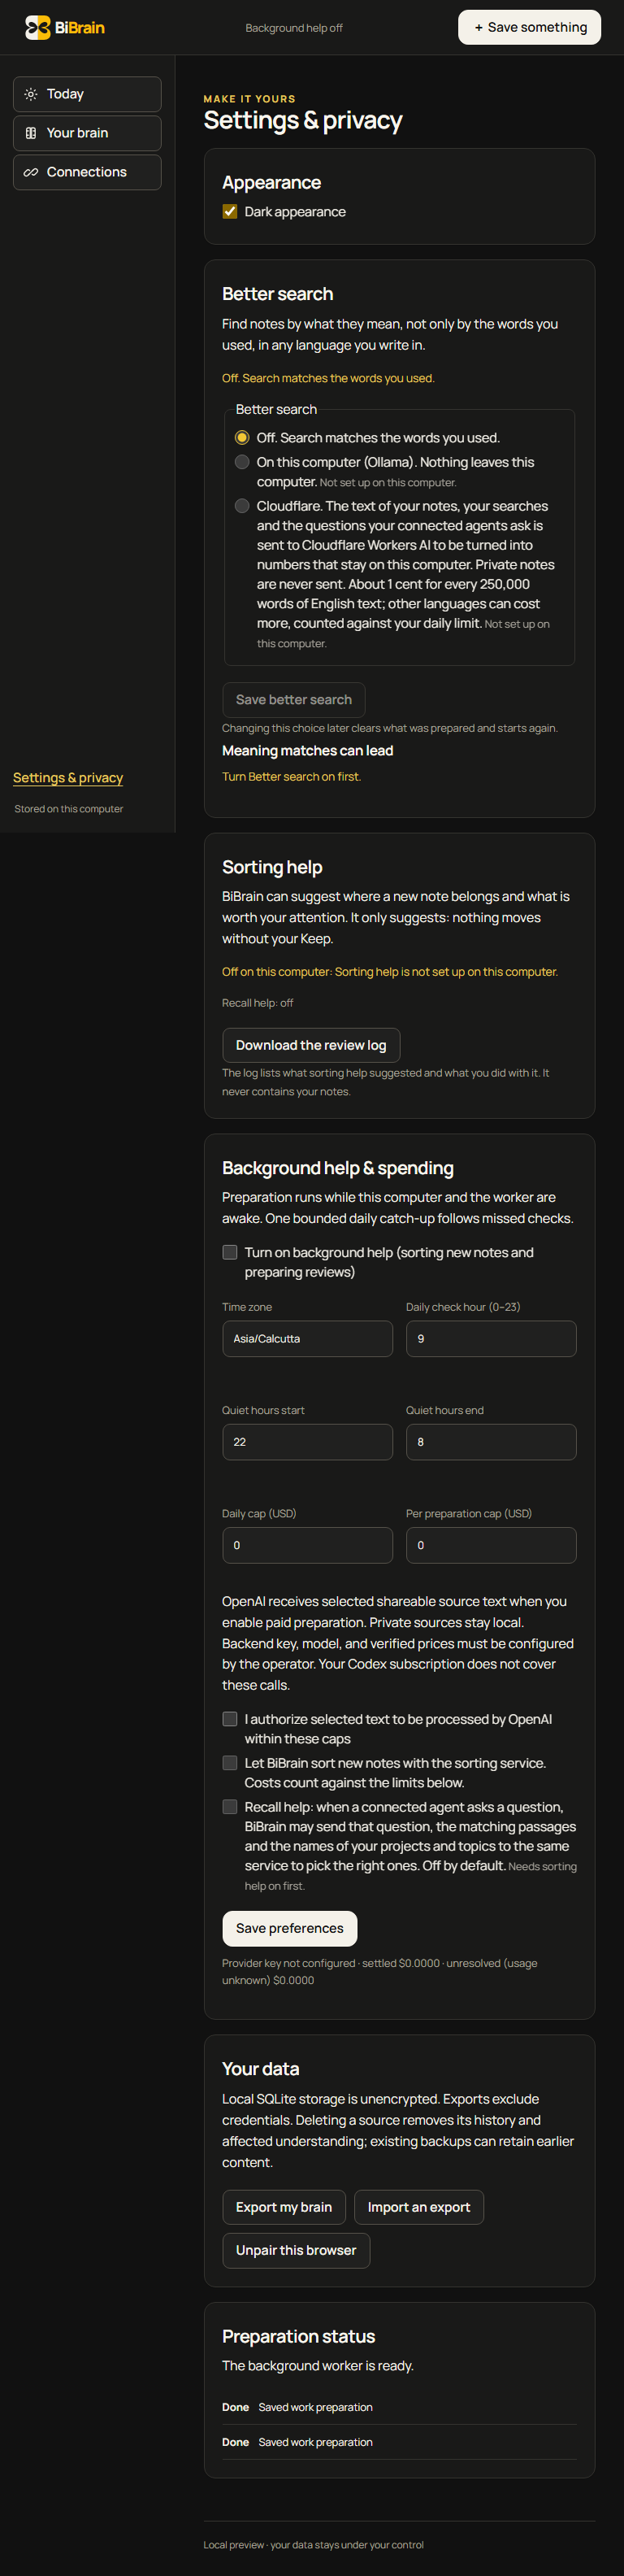 BiBrain
Background help off
+ Save something
Today
Your brain
Connections
Settings & privacy
Stored on this computer
MAKE IT YOURS
Settings & privacy
Appearance
Dark appearance
Better search
Find notes by what they mean, not only by the words you
used, in any language you write in.
Off. Search matches the words you used.
Better search
Off. Search matches the words you used.
On this computer (Ollama). Nothing leaves this
computer. Not set up on this computer.
Cloudflare. The text of your notes, your searches
and the questions your connected agents ask is
sent to Cloudflare Workers AI to be turned into
numbers that stay on this computer. Private notes
are never sent. About 1 cent for every 250,000
words of English text; other languages can cost
more, counted against your daily limit. Not set up on
this computer.
Save better search
Changing this choice later clears what was prepared and starts again.
Meaning matches can lead
Turn Better search on first.
Sorting help
BiBrain can suggest where a new note belongs and what is
worth your attention. It only suggests: nothing moves
without your Keep.
Off on this computer: Sorting help is not set up on this computer.
Recall help: off
Download the review log
The log lists what sorting help suggested and what you did with it. It
never contains your notes.
Background help & spending
Preparation runs while this computer and the worker are
awake. One bounded daily catch-up follows missed checks.
Turn on background help (sorting new notes and
preparing reviews)
Time zone
Daily check hour (0–23)
Asia/Calcutta
9
Quiet hours start
Quiet hours end
22
8
Daily cap (USD)
Per preparation cap (USD)
0
0
OpenAI receives selected shareable source text when you
enable paid preparation. Private sources stay local.
Backend key, model, and verified prices must be configured
by the operator. Your Codex subscription does not cover
these calls.
I authorize selected text to be processed by OpenAI
within these caps
Let BiBrain sort new notes with the sorting service.
Costs count against the limits below.
Recall help: when a connected agent asks a question,
BiBrain may send that question, the matching passages
and the names of your projects and topics to the same
service to pick the right ones. Off by default. Needs sorting
help on first.
Save preferences
Provider key not configured · settled $0.0000 · unresolved (usage
unknown) $0.0000
Your data
Local SQLite storage is unencrypted. Exports exclude
credentials. Deleting a source removes its history and
affected understanding; existing backups can retain earlier
content.
Export my brain
Import an export
Unpair this browser
Preparation status
The background worker is ready.
Done Saved work preparation
Done Saved work preparation
Local preview · your data stays under your control